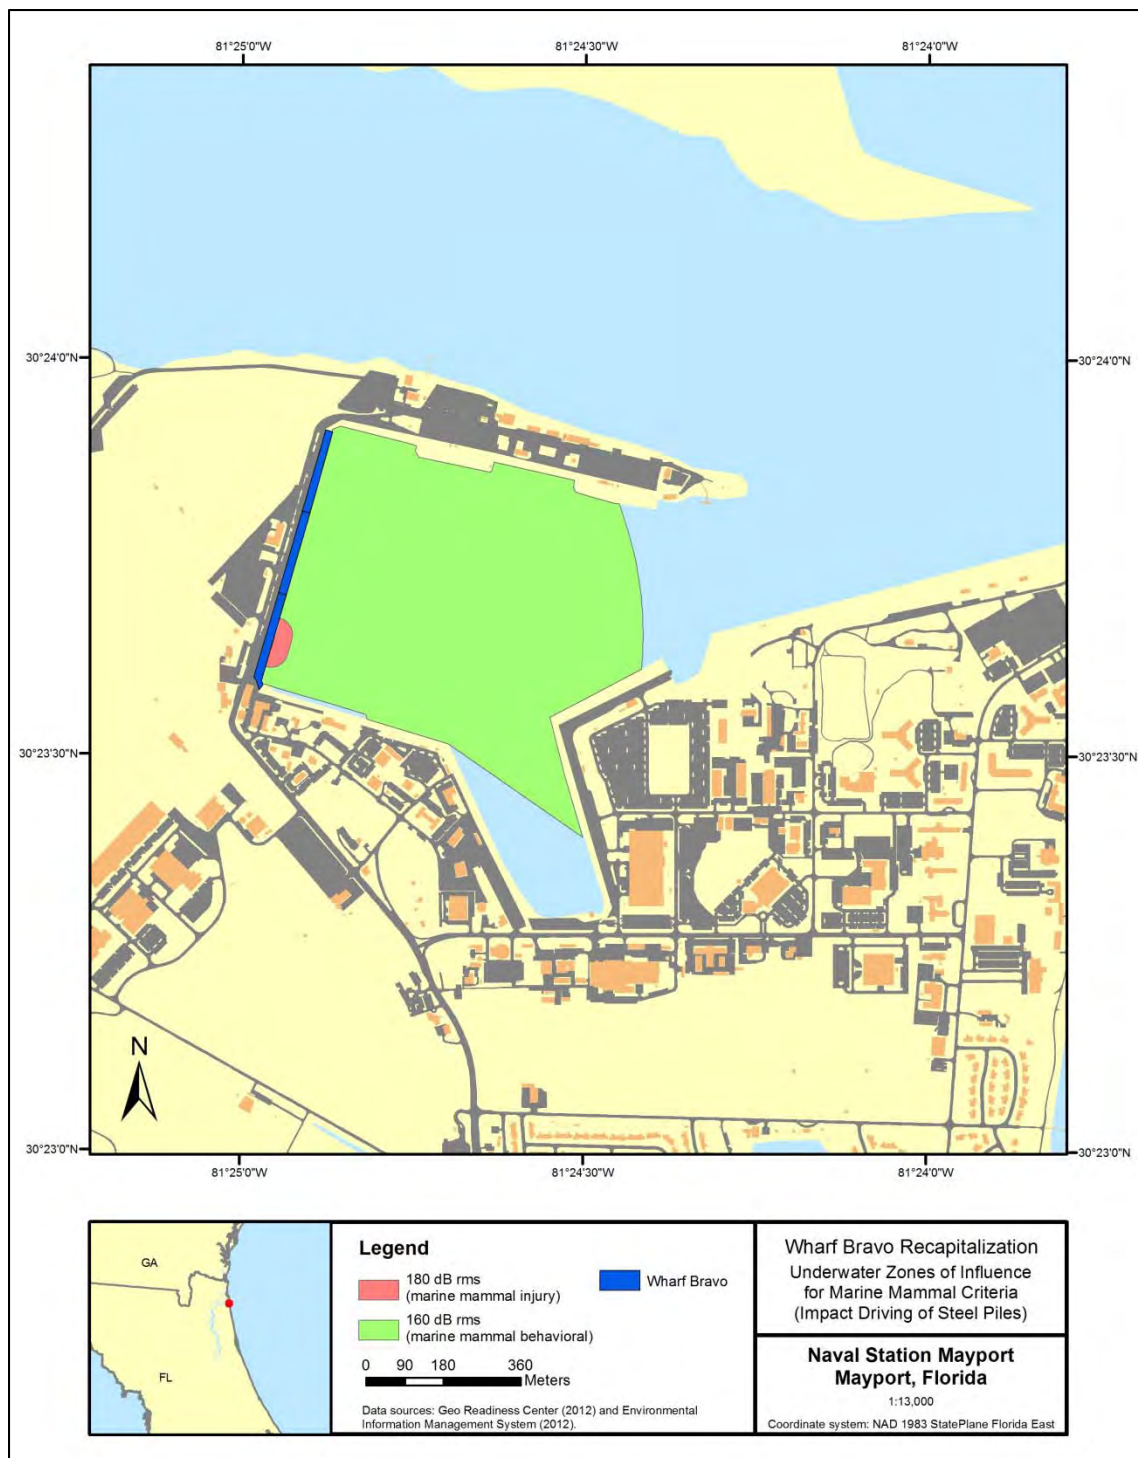 81°25'0"W
81°24'30"W
81°24'0"W
30°24'0"N
30°24'0"N
30°23'30"N
30°23'30"N
N
30°23'0"N
30°23'0"N
81°25'0"W
81°24'30"W
81°24'0"W
GA
FL
Legend
180 dB rms
(marine mammal injury)
Wharf Bravo
160 dB rms
(marine mammal behavioral)
0 90 180 360
Meters
Data sources: Geo Readiness Center (2012) and Environmental
Information Management System (2012).
Wharf Bravo Recapitalization
Underwater Zones of Influence
for Marine Mammal Criteria
(Impact Driving of Steel Piles)
Naval Station Mayport
Mayport, Florida
1:13,000
Coordinate system: NAD 1983 StatePlane Florida East